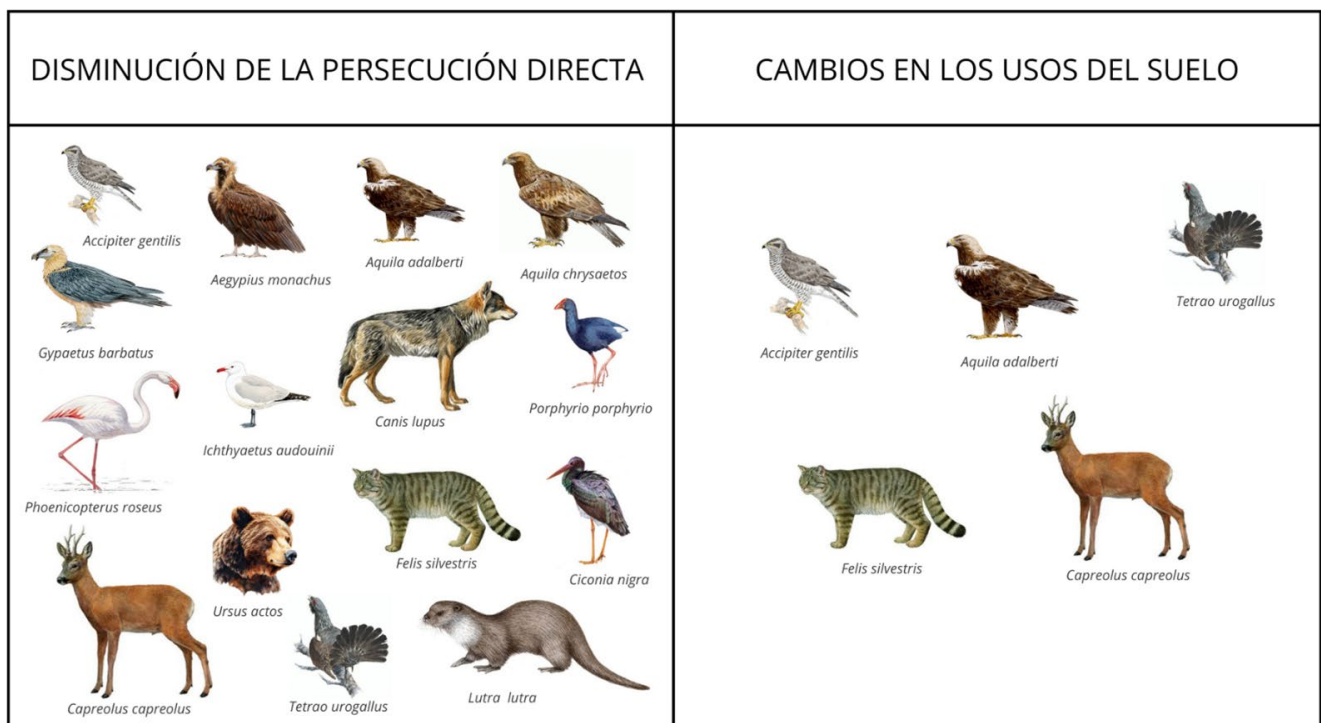 DISMINUCIÓN DE LA PERSECUCIÓN DIRECTA
CAMBIOS EN LOS USOS DEL SUELO
Accipiter gentilis
Aegypius monachus
Aquila adalberti
Aquila chrysaetos
Gypaetus barbatus
Canis lupus
Porphyrio porphyrio
Ichthyaetus audouinii
Phoenicopterus roseus
Felis silvestris
Ciconia nigra
Ursus actos
Capreolus capreolus
Tetrao urogallus
Lutra lutra
Tetrao urogallus
Accipiter gentilis
Aquila adalberti
Felis silvestris
Capreolus capreolus